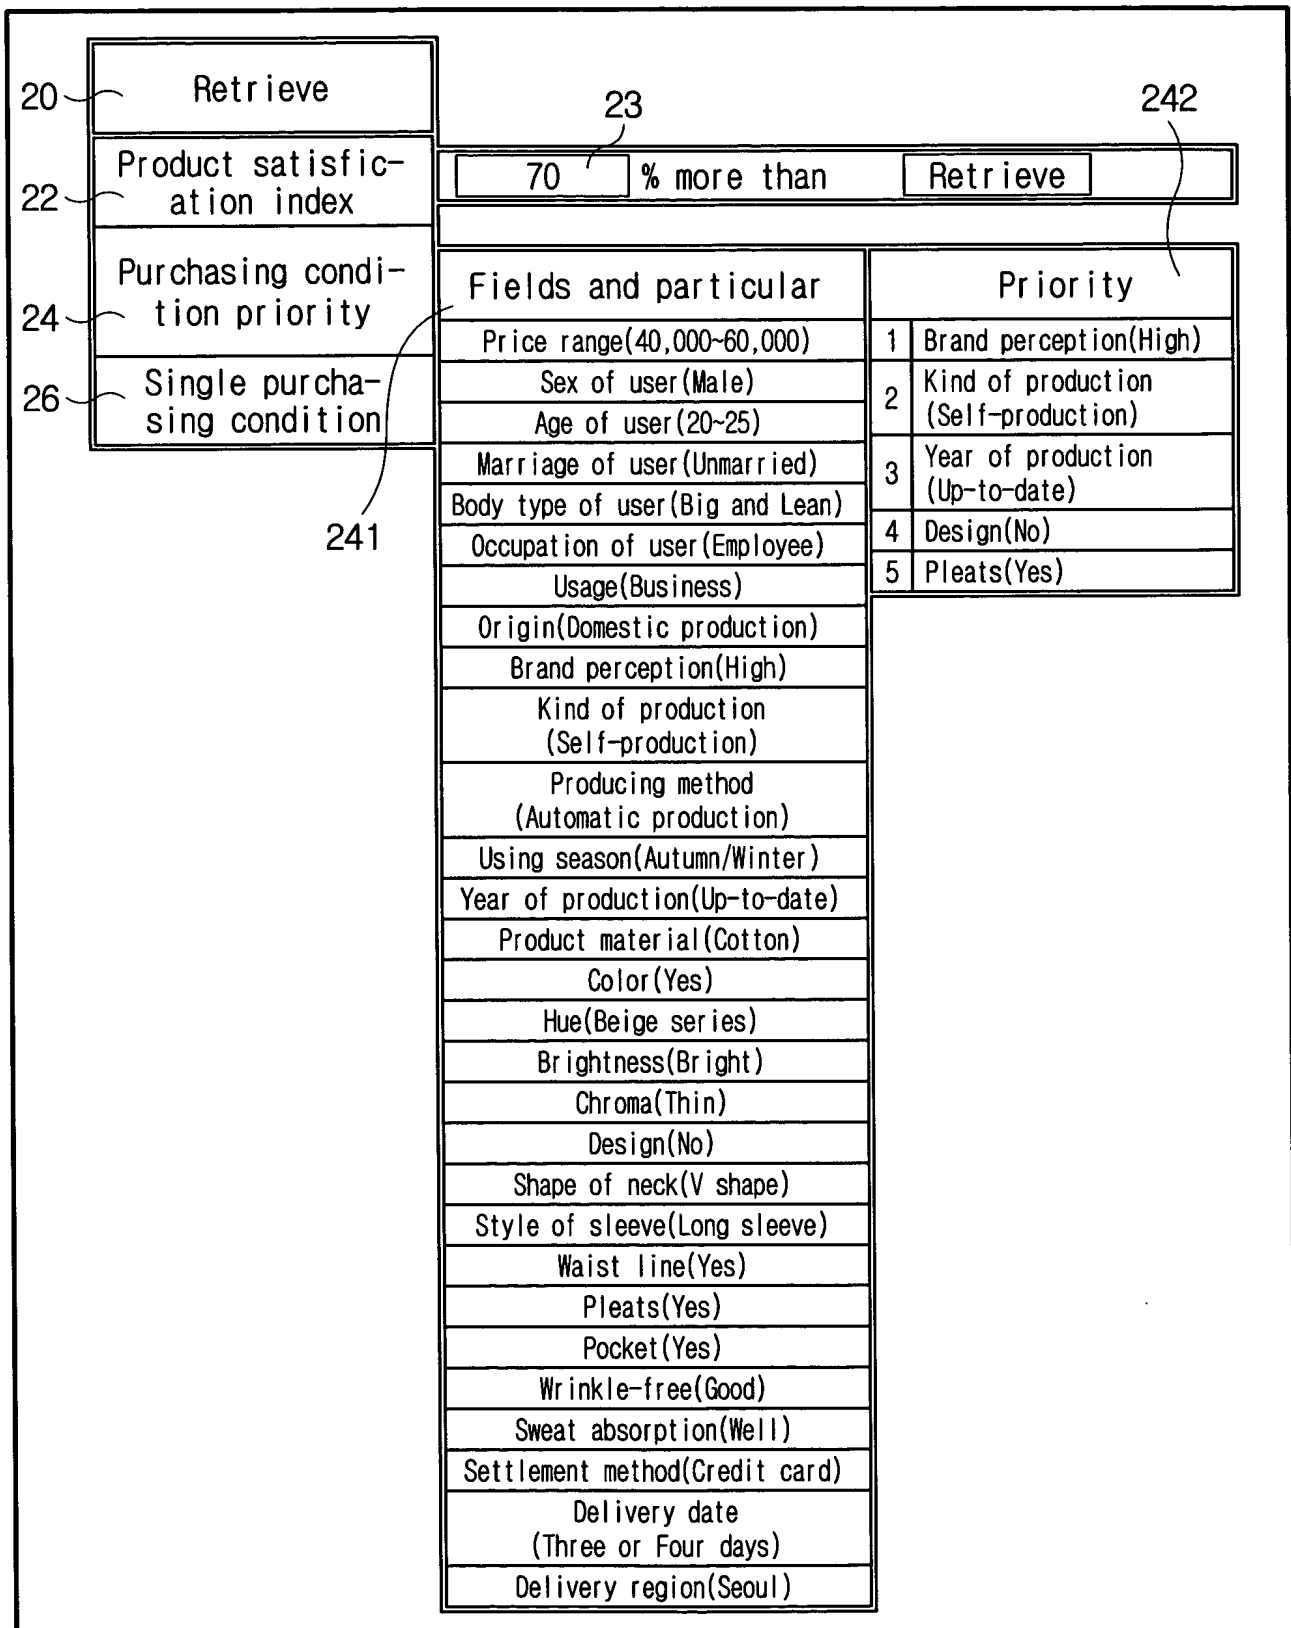 20
Retrieve
23
242
22
Product satisfic-
ation index
70 % more than Retrieve
24
Purchasing condi-
tion priority
26
Single purcha-
sing condition
241
Fields and particular
Price range(40,000~60,000)
Sex of user(Male)
Age of user(20~25)
Marriage of user(Unmarried)
Body type of user(Big and Lean)
Occupation of user(Employee)
Usage(Business)
Origin(Domestic production)
Brand perception(High)
Kind of production
(Self-production)
Producing method
(Automatic production)
Using season(Autumn/Winter)
Year of production(Up-to-date)
Product material(Cotton)
Color(Yes)
Hue(Beige series)
Brightness(Bright)
Chroma(Thin)
Design(No)
Shape of neck(V shape)
Style of sleeve(Long sleeve)
Waist line(Yes)
Pleats(Yes)
Pocket(Yes)
Wrinkle-free(Good)
Sweat absorption(Well)
Settlement method(Credit card)
Delivery date
(Three or Four days)
Delivery region(Seoul)
Priority
1 Brand perception(High)
2 Kind of production
(Self-production)
3 Year of production
(Up-to-date)
4 Design(No)
5 Pleats(Yes)